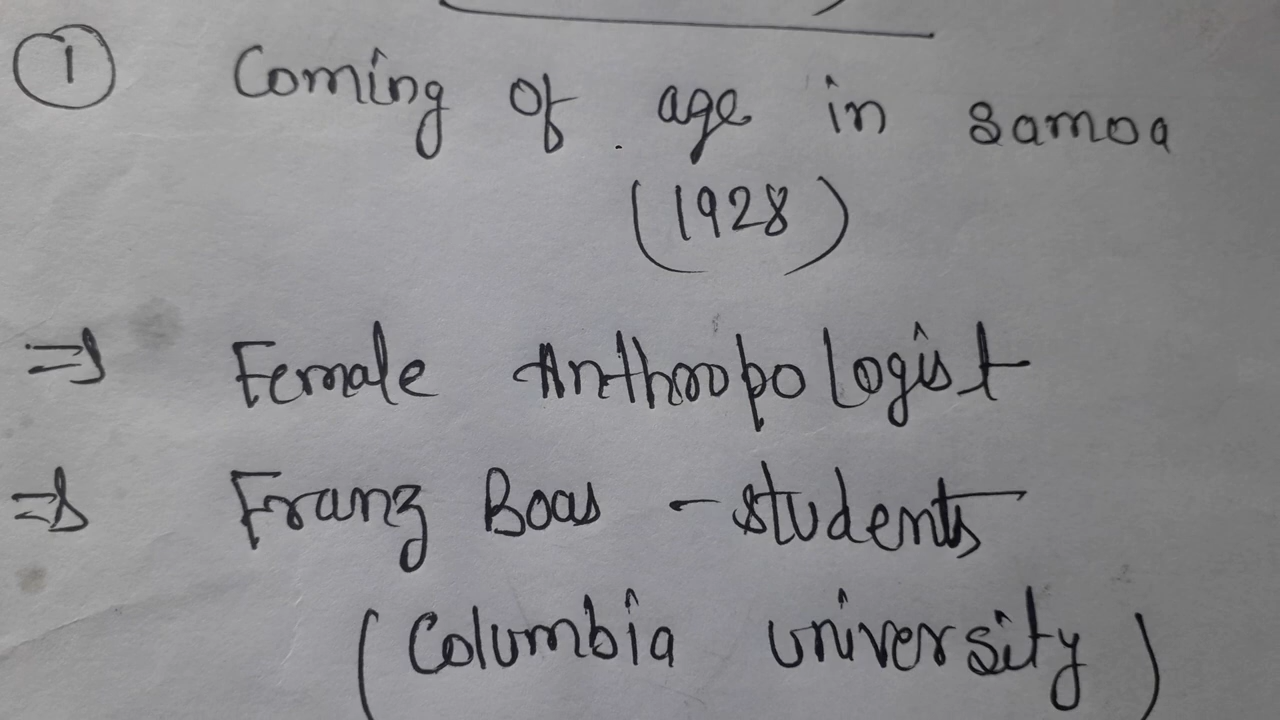 ① Coming of age in Samoa
(1928)
⇒ Female Anthropologist
⇒ Franz Boas - students
(Columbia university)